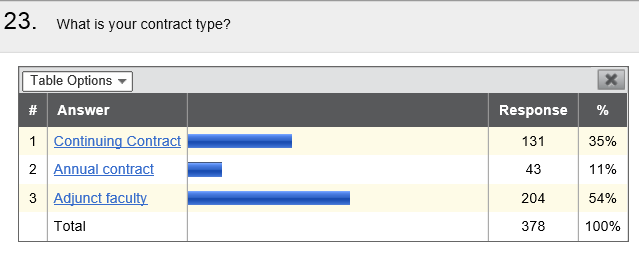 23. What is your contract type?
Table Options
# Answer Response %
1 Continuing Contract 131 35%
2 Annual contract 43 11%
3 Adjunct faculty 204 54%
Total 378 100%